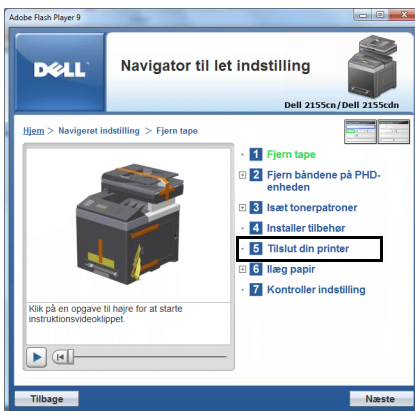 Adobe Flash Player 9
DELL
Navigator til let indstilling
Dell 2155cn/Dell 2155cdn
Hjem > Navigeret indstilling > Fjern tape
1 Fjern tape
2 Fjern båndene på PHD-
enheden
3 Isæt tonerpatroner
4 Installer tilbehør
5 Tilslut din printer
6 Ilæg papir
7 Kontroller indstilling
Klik på en opgave til højre for at starte
instruktionsvideoklippet.
Tilbage
Næste